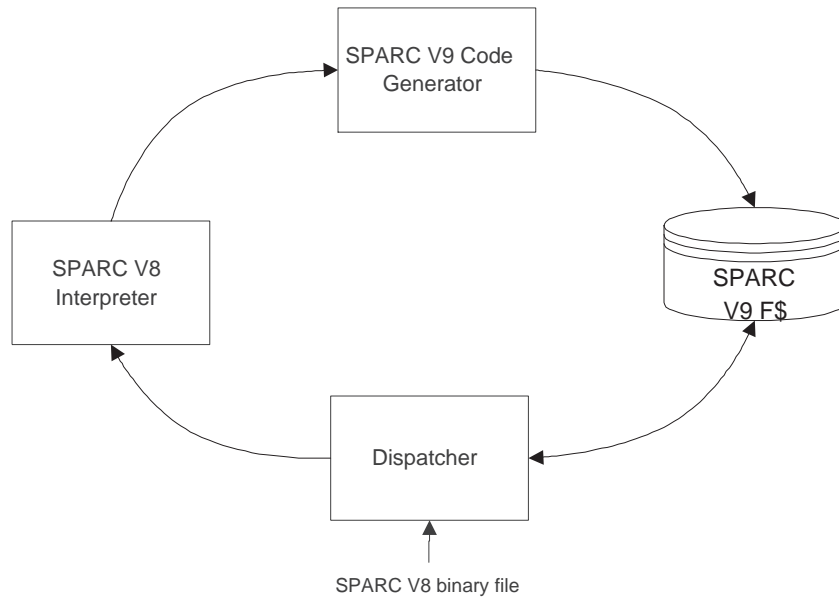 SPARC V9 Code
Generator
SPARC V8
Interpreter
SPARC
V9 F$
Dispatcher
SPARC V8 binary file